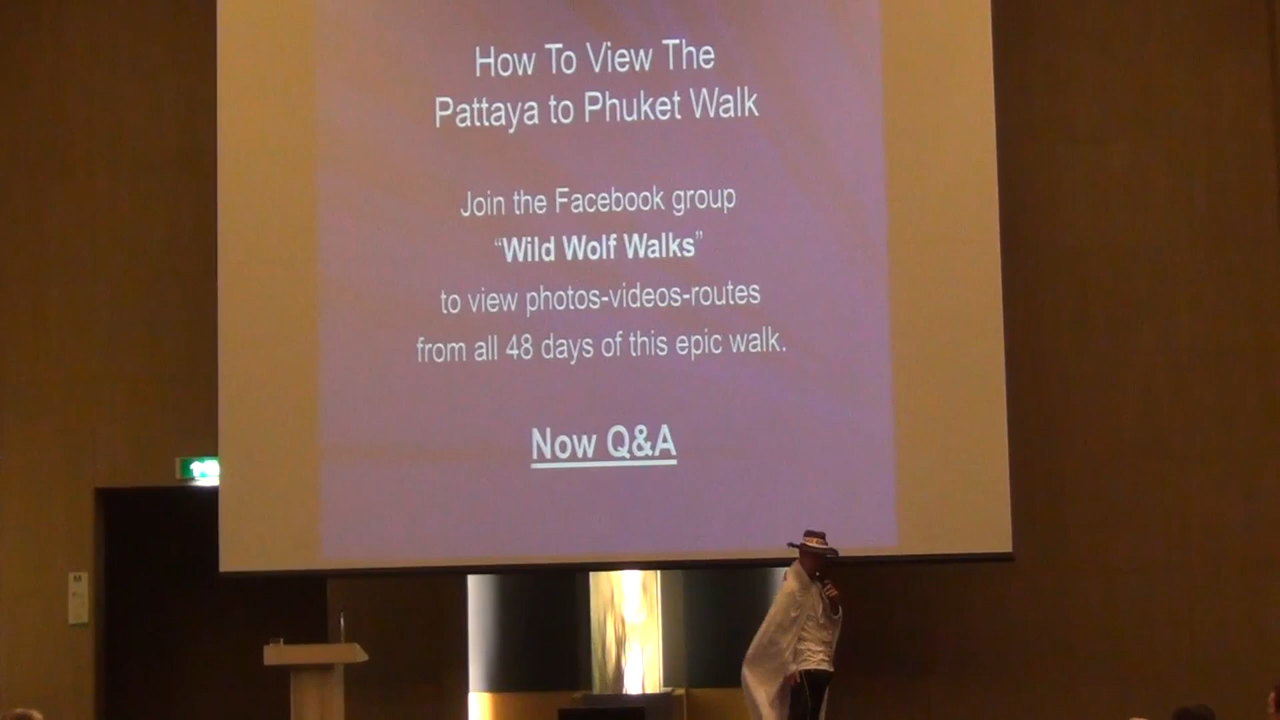 How To View The
Pattaya to Phuket Walk
Join the Facebook group
“Wild Wolf Walks”
to view photos-videos-routes
from all 48 days of this epic walk.
Now Q&A
M